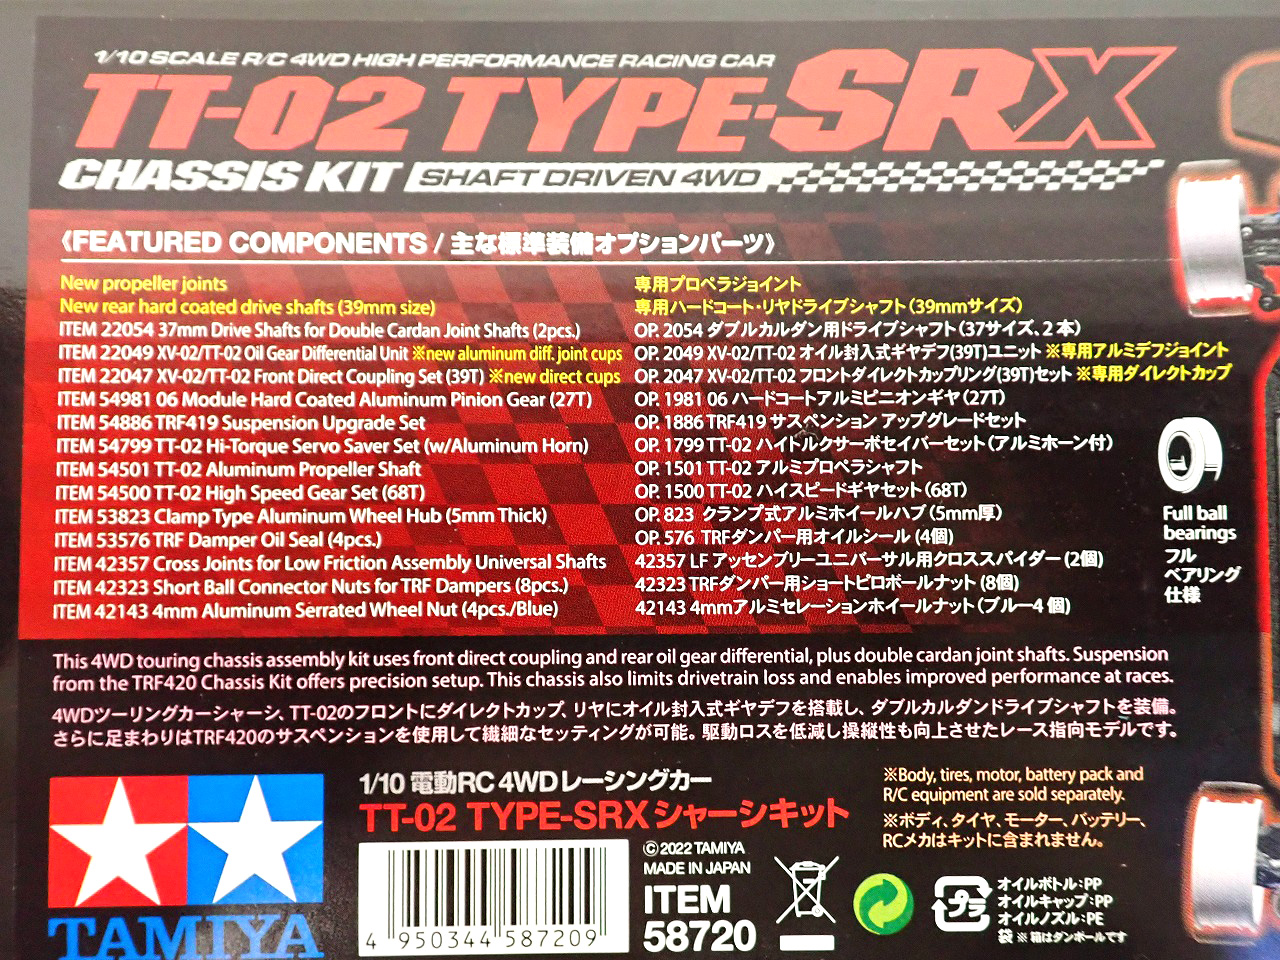 1/10 SCALE R/C 4WD HIGH PERFORMANCE RACING CAR
TT-02 TYPE-SRX
CHASSIS KIT SHAFT DRIVEN 4WD
《FEATURED COMPONENTS / 主な標準装備オプションパーツ》
New propeller joints
New rear hard coated drive shafts (39mm size)
ITEM 22054 37mm Drive Shafts for Double Cardan Joint Shafts (2pcs.)
ITEM 22049 XV-02/TT-02 Oil Gear Differential Unit ※new aluminum diff. joint cups
ITEM 22047 XV-02/TT-02 Front Direct Coupling Set (39T) ※new direct cups
ITEM 54981 06 Module Hard Coated Aluminum Pinion Gear (27T)
ITEM 54886 TRF419 Suspension Upgrade Set
ITEM 54799 TT-02 Hi-Torque Servo Saver Set (w/Aluminum Horn)
ITEM 54501 TT-02 Aluminum Propeller Shaft
ITEM 54500 TT-02 High Speed Gear Set (68T)
ITEM 53823 Clamp Type Aluminum Wheel Hub (5mm Thick)
ITEM 53576 TRF Damper Oil Seal (4pcs.)
ITEM 42357 Cross Joints for Low Friction Assembly Universal Shafts
ITEM 42323 Short Ball Connector Nuts for TRF Dampers (8pcs.)
ITEM 42143 4mm Aluminum Serrated Wheel Nut (4pcs./Blue)
専用プロペラジョイント
専用ハードコート・リヤドライブシャフト（39mmサイズ）
OP. 2054 ダブルカルダン用ドライブシャフト（37サイズ、2本）
OP. 2049 XV-02/TT-02 オイル封入式ギヤデフ(39T)ユニット ※専用アルミデフジョイント
OP. 2047 XV-02/TT-02 フロントダイレクトカップリング(39T)セット ※専用ダイレクトカップ
OP. 1981 06 ハードコートアルミピニオンギヤ（27T）
OP. 1886 TRF419 サスペンション アップグレードセット
OP. 1799 TT-02 ハイトルクサーボセイバーセット（アルミホーン付）
OP. 1501 TT-02 アルミプロペラシャフト
OP. 1500 TT-02 ハイスピードギヤセット（68T）
OP. 823 クランプ式アルミホイールハブ（5mm厚）
OP. 576 TRFダンパー用オイルシール（4個）
42357 LF アッセンブリーユニバーサル用クロススパイダー（2個）
42323 TRFダンパー用ショートピロボールナット（8個）
42143 4mmアルミセレーションホイールナット（ブルー4個）
Full ball
bearings
フル
ベアリング
仕様
This 4WD touring chassis assembly kit uses front direct coupling and rear oil gear differential, plus double cardan joint shafts. Suspension
from the TRF420 Chassis Kit offers precision setup. This chassis also limits drivetrain loss and enables improved performance at races.
4WDツーリングカーシャーシ、TT-02のフロントにダイレクトカップ、リヤにオイル封入式ギヤデフを搭載し、ダブルカルダンドライブシャフトを装備。
さらに足まわりはTRF420のサスペンションを使用して繊細なセッティングが可能。駆動ロスを低減し操縦性も向上させたレース指向モデルです。
TAMIYA
1/10 電動RC 4WDレーシングカー
TT-02 TYPE-SRXシャーシキット
4 950344 587209
©2022 TAMIYA
MADE IN JAPAN
ITEM
58720
※Body, tires, motor, battery pack and
R/C equipment are sold separately.
※ボディ、タイヤ、モーター、バッテリー、
RCメカはキットに含まれません。
プラ
オイルボトル：PP
オイルキャップ：PP
オイルノズル：PE
袋 ※箱はダンボールです